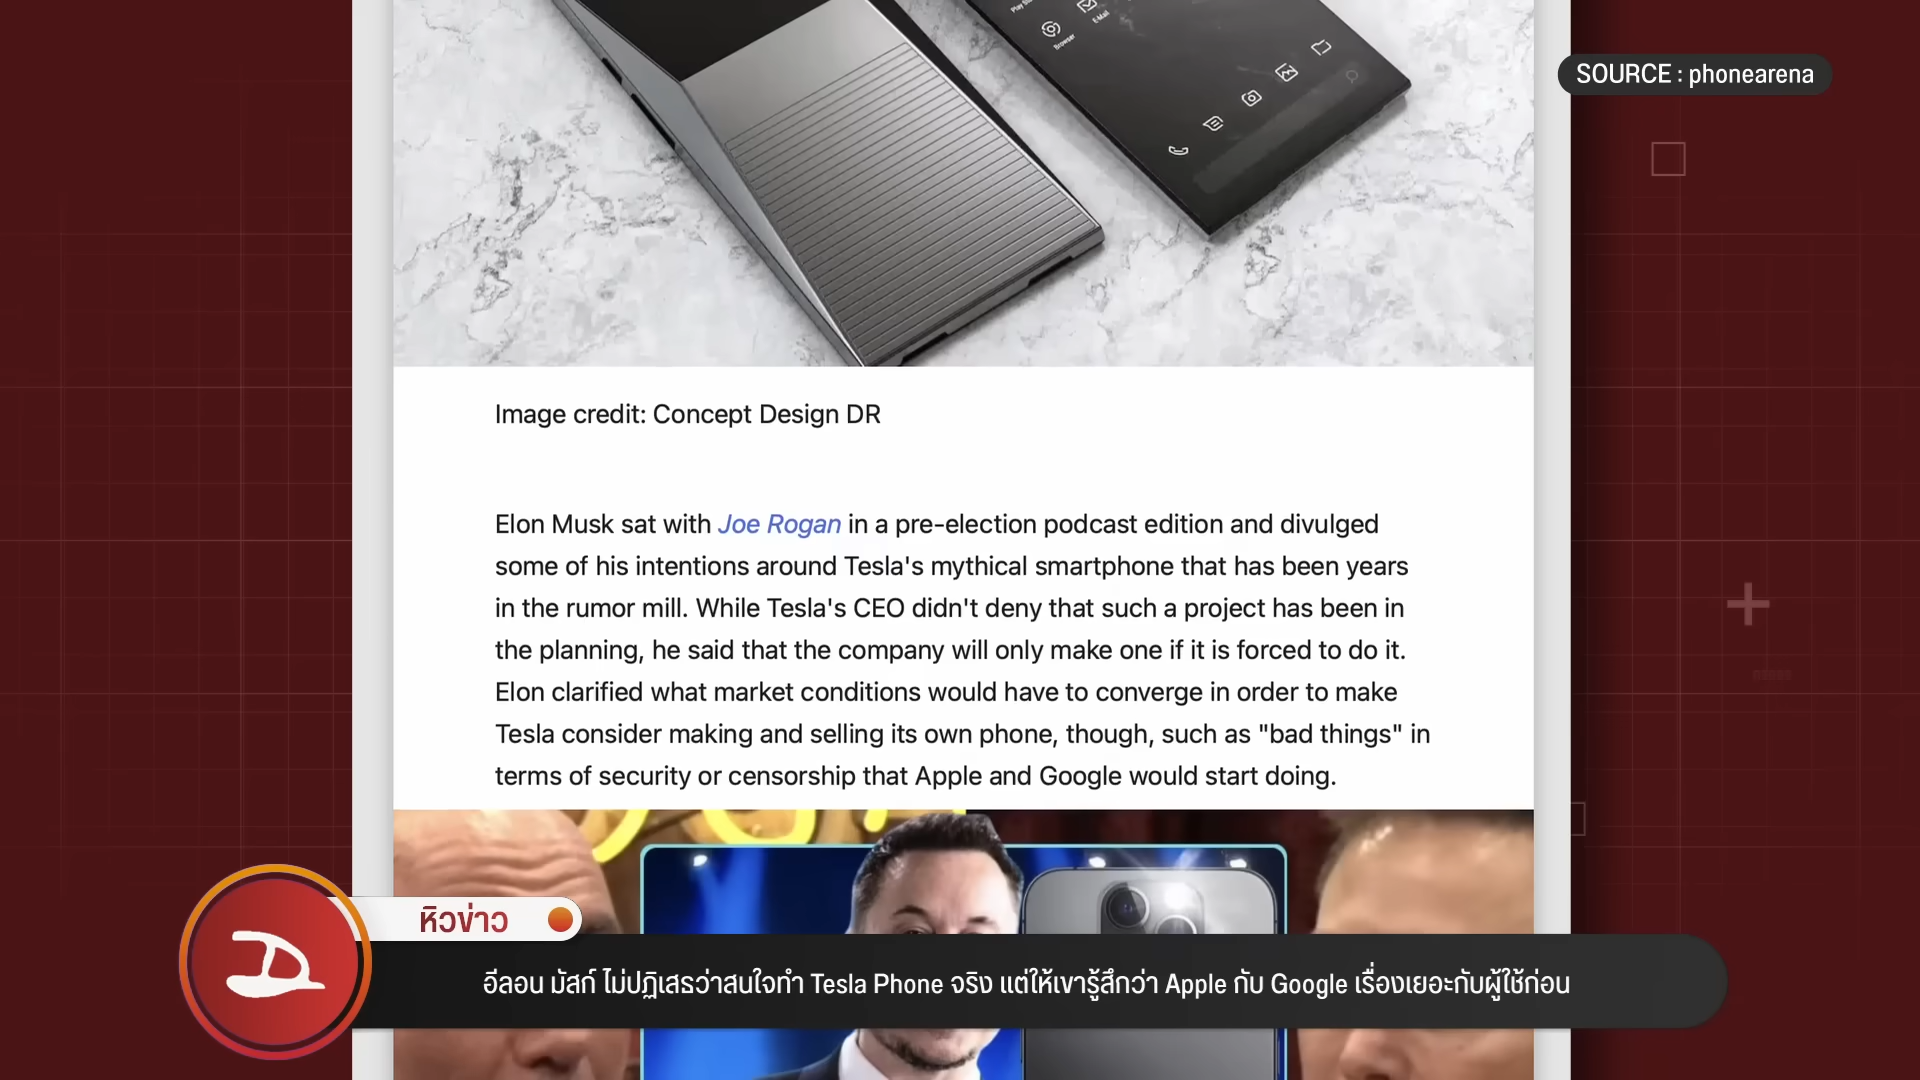 Play Store
E-Mail
Browser
SOURCE : phonearena
Image credit: Concept Design DR
Elon Musk sat with Joe Rogan in a pre-election podcast edition and divulged
some of his intentions around Tesla's mythical smartphone that has been years
in the rumor mill. While Tesla's CEO didn't deny that such a project has been in
the planning, he said that the company will only make one if it is forced to do it.
Elon clarified what market conditions would have to converge in order to make
Tesla consider making and selling its own phone, though, such as "bad things" in
terms of security or censorship that Apple and Google would start doing.
หิวข่าว
อีลอน มัสก์ ไม่ปฏิเสธว่าสนใจทำ Tesla Phone จริง แต่ให้เขารู้สึกว่า Apple กับ Google เรื่องเยอะกับผู้ใช้ก่อน